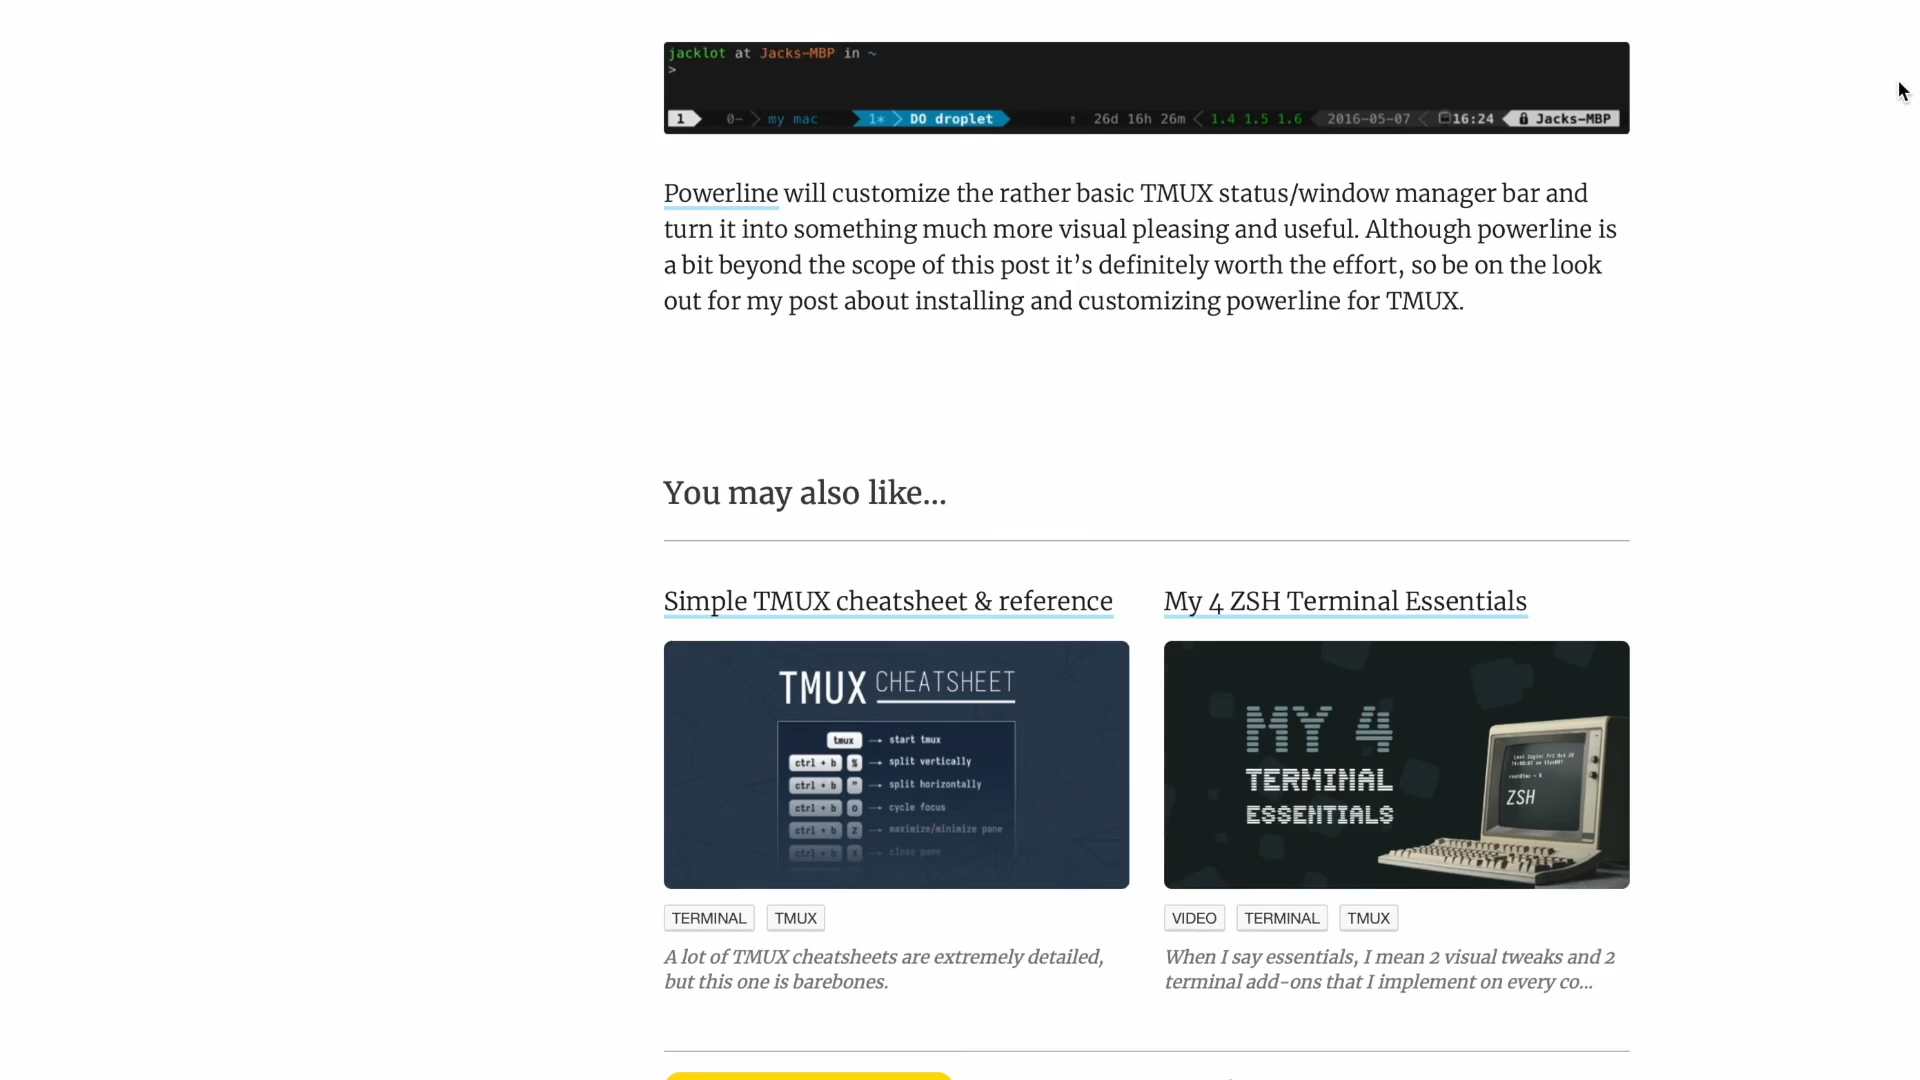 jacklot at Jacks-MBP in ~
>
1 0- my mac 1* DO droplet ↑ 26d 16h 26m 1.4 1.5 1.6 2016-05-07 16:24 Jacks-MBP
Powerline will customize the rather basic TMUX status/window manager bar and
turn it into something much more visual pleasing and useful. Although powerline is
a bit beyond the scope of this post it’s definitely worth the effort, so be on the look
out for my post about installing and customizing powerline for TMUX.
You may also like...
Simple TMUX cheatsheet & reference
TMUX CHEATSHEET
tmux → start tmux
ctrl + b % → split vertically
ctrl + b " → split horizontally
ctrl + b O → cycle focus
ctrl + b Z → maximize/minimize pane
ctrl + b X → close pane
TERMINAL TMUX
A lot of TMUX cheatsheets are extremely detailed,
but this one is barebones.
My 4 ZSH Terminal Essentials
MY 4
TERMINAL
ESSENTIALS
ZSH
VIDEO TERMINAL TMUX
When I say essentials, I mean 2 visual tweaks and 2
terminal add-ons that I implement on every co...